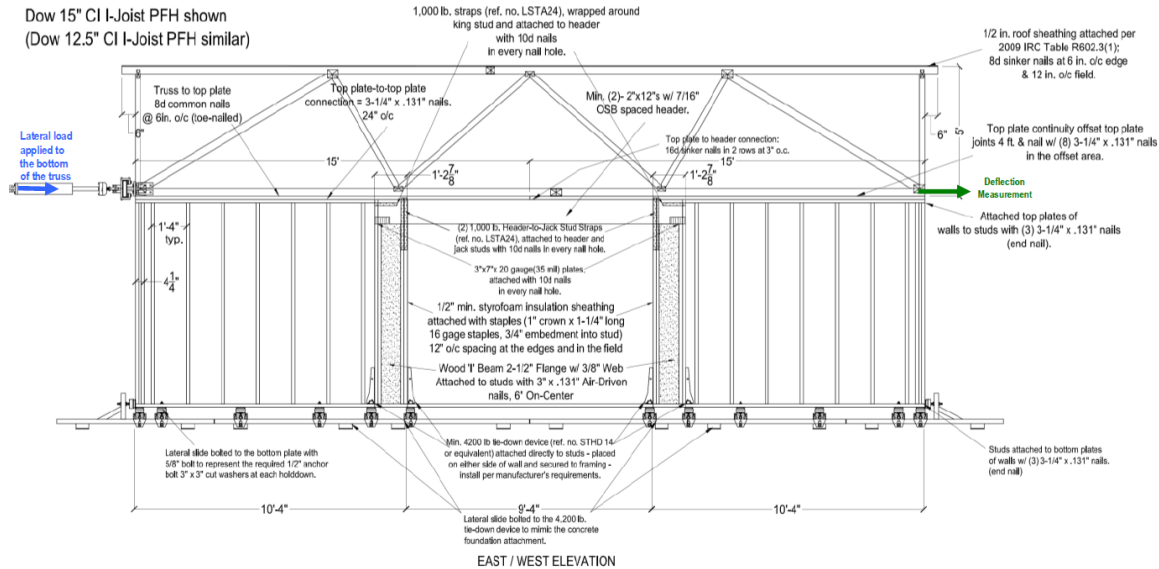 Dow 15" CI I-Joist PFH shown
(Dow 12.5" CI I-Joist PFH similar)
1,000 lb. straps (ref. no. LSTA24), wrapped around
king stud and attached to header
with 10d nails
in every nail hole.
1/2 in. roof sheathing attached per
2009 IRC Table R602.3(1);
8d sinker nails at 6 in. o/c edge
& 12 in. o/c field.
Truss to top plate
8d common nails
@ 6in. o/c (toe-nailed)
Top plate-to-top plate
connection = 3-1/4" x .131" nails.
24" o/c
Min. (2)- 2"x12"s w/ 7/16"
OSB spaced header.
Top plate to header connection:
16d sinker nails in 2 rows at 3" o.c.
Top plate continuity offset top plate
joints 4 ft. & nail w/ (8) 3-1/4" x .131" nails
in the offset area.
6"
6"
5'
Lateral load
applied to
the bottom
of the truss
15'
15'
1'-2 7/8"
1'-2 7/8"
Deflection
Measurement
Attached top plates of
walls to studs with (3) 3-1/4" x .131" nails
(end nail).
1'-4"
typ.
4 1/4"
(2) 1,000 lb. Header-to-Jack Stud Straps
(ref. no. LSTA24), attached to header and
jack studs with 10d nails in every nail hole.
3"x7"x 20 gauge(35 mil) plates,
attached with 10d nails
in every nail hole.
1/2" min. styrofoam insulation sheathing
attached with staples (1" crown x 1-1/4" long
16 gage staples, 3/4" embedment into stud)
12" o/c spacing at the edges and in the field
Wood 'I' Beam 2-1/2" Flange w/ 3/8" Web
Attached to studs with 3" x .131" Air-Driven
nails, 6' On-Center
Min. 4200 lb tie-down device (ref. no. STHD 14
or equivalent) attached directly to studs - placed
on either side of wall and secured to framing -
install per manufacturer's requirements.
Lateral slide bolted to the bottom plate with
5/8" bolt to represent the required 1/2" anchor
bolt 3" x 3" cut washers at each holddown.
Studs attached to bottom plates
of walls w/ (3) 3-1/4" x .131" nails.
(end nail)
10'-4"
9'-4"
10'-4"
Lateral slide bolted to the 4,200 lb.
tie-down device to mimic the concrete
foundation attachment.
EAST / WEST ELEVATION